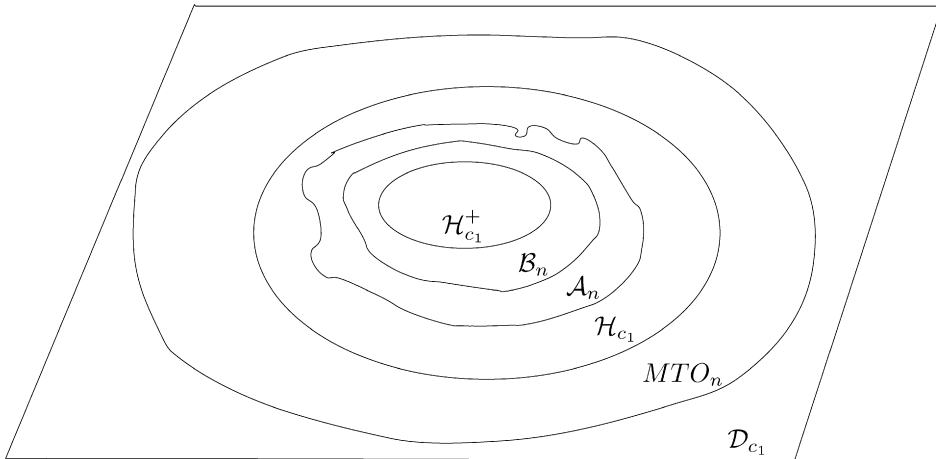 $\mathcal{H}_{c_1}^+$
$\mathcal{B}_n$
$\mathcal{A}_n$
$\mathcal{H}_{c_1}$
$MTO_n$
$\mathcal{D}_{c_1}$